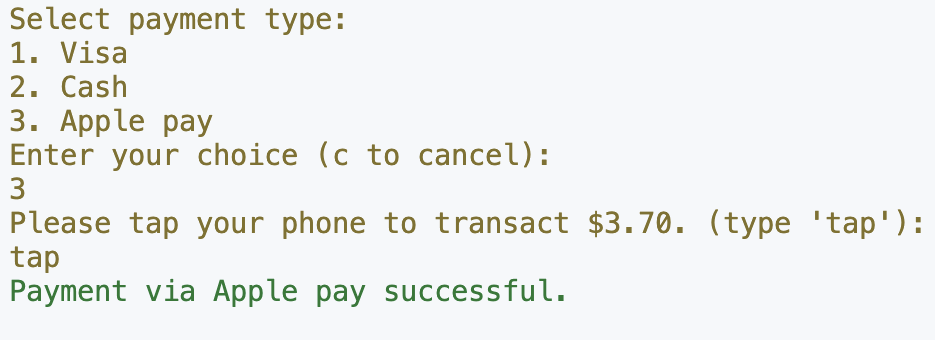 Select payment type:
1. Visa
2. Cash
3. Apple pay
Enter your choice (c to cancel):
3
Please tap your phone to transact $3.70. (type 'tap'):
tap
Payment via Apple pay successful.